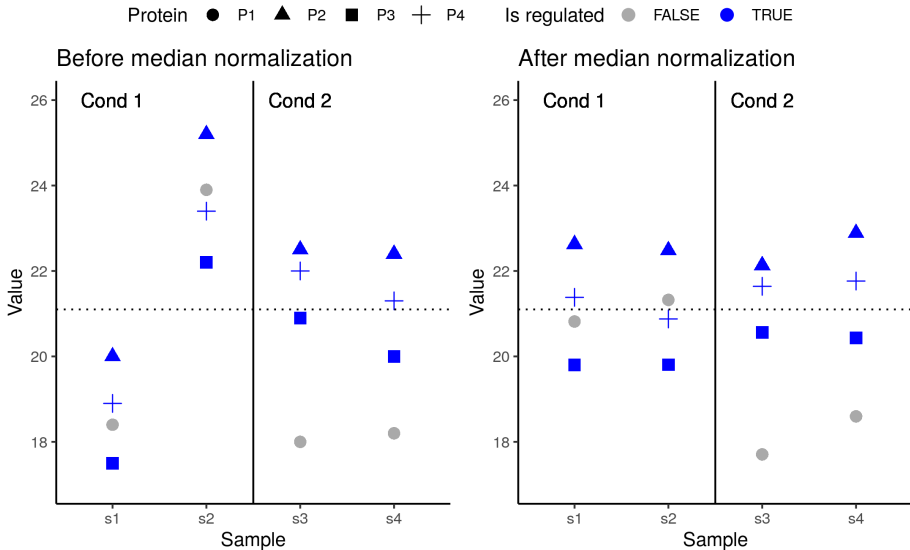 Protein P1 P2 P3 P4 Is regulated FALSE TRUE
Before median normalization
Cond 1 Cond 2
26
24
22
20
18
Value
s1 s2 s3 s4
Sample
After median normalization
Cond 1 Cond 2
26
24
22
20
18
Value
s1 s2 s3 s4
Sample